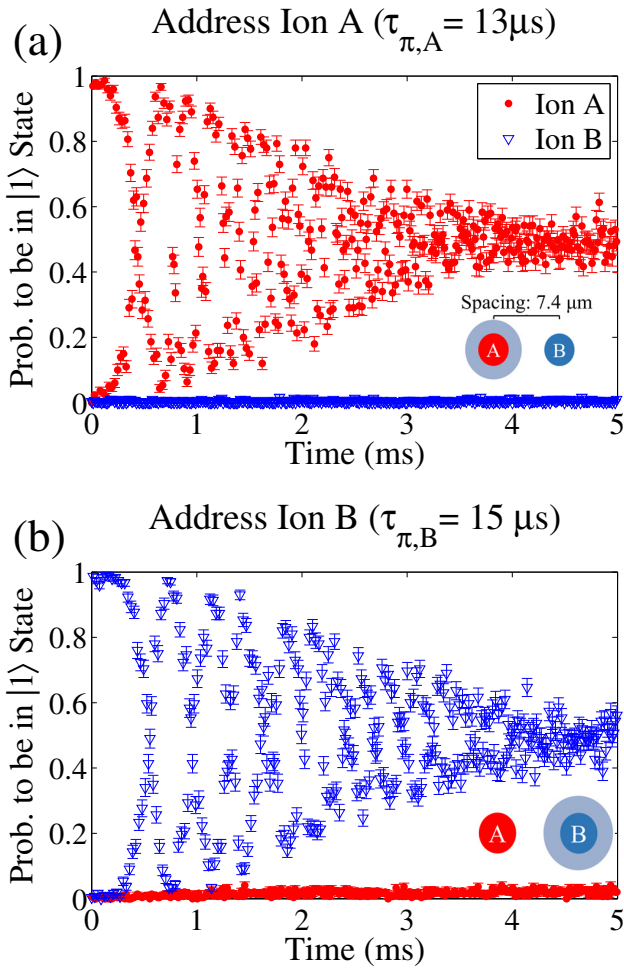 (a)
Address Ion A (τπ,A= 13μs)
Prob. to be in |1⟩ State
1
0.8
0.6
0.4
0.2
0
Ion A
Ion B
Spacing: 7.4 μm
A B
0 1 2 3 4 5
Time (ms)
(b)
Address Ion B (τπ,B= 15 μs)
Prob. to be in |1⟩ State
1
0.8
0.6
0.4
0.2
0
A B
0 1 2 3 4 5
Time (ms)